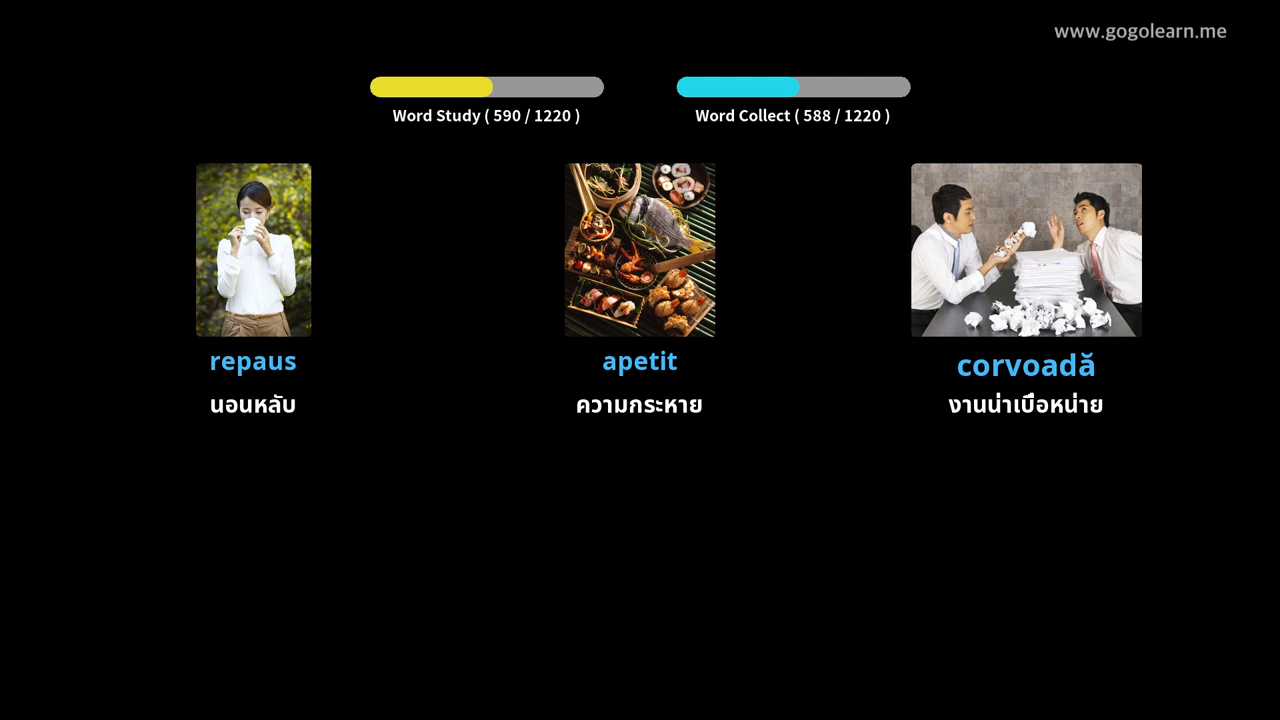 www.gogolearn.me
Word Study ( 590 / 1220 )
Word Collect ( 588 / 1220 )
repaus
apetit
corvoadă
นอนหลับ
ความกระหาย
งานน่าเบื่อหน่าย